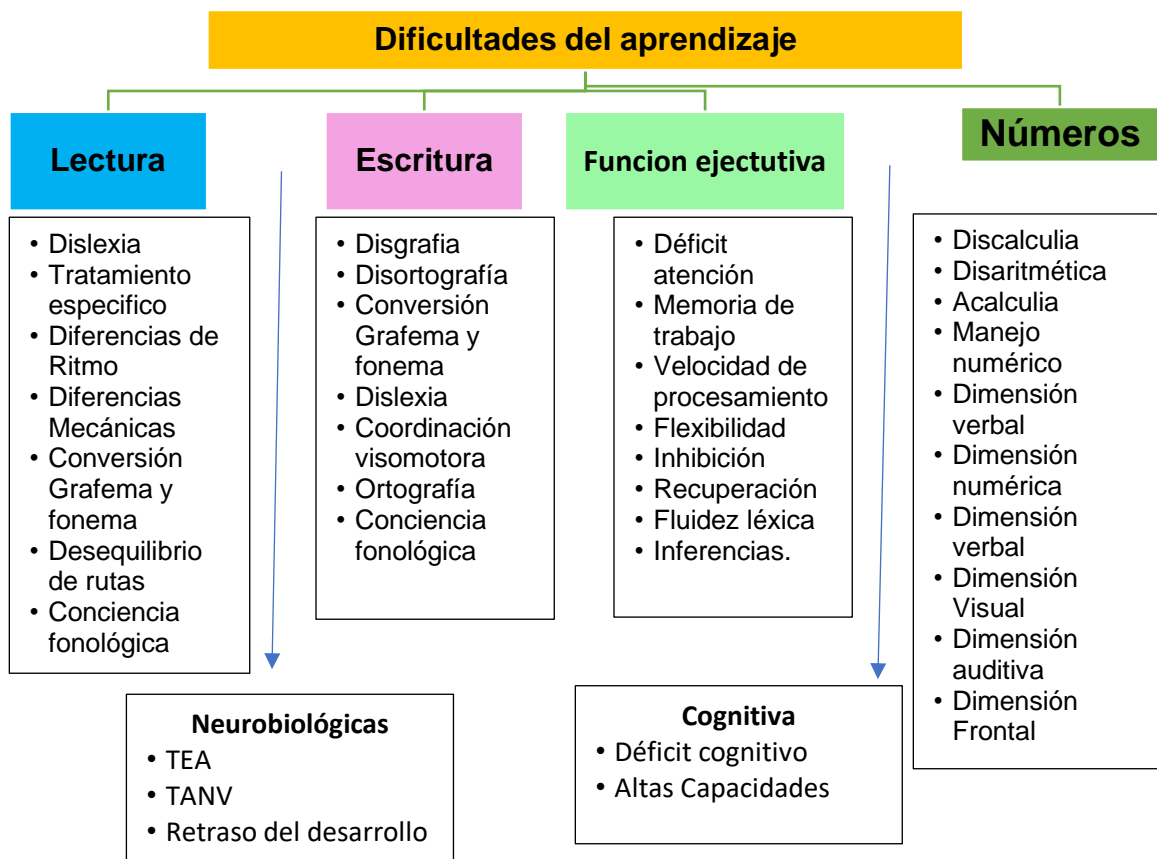 Dificultades del aprendizaje
Lectura
• Dislexia
• Tratamiento
especifico
• Diferencias de
Ritmo
• Diferencias
Mecánicas
• Conversión
Grafema y
fonema
• Desequilibrio
de rutas
• Conciencia
fonológica
Escritura
• Disgrafia
• Disortografía
• Conversión
Grafema y
fonema
• Dislexia
• Coordinación
visomotora
• Ortografía
• Conciencia
fonológica
Funcion ejectutiva
• Déficit
atención
• Memoria de
trabajo
• Velocidad de
procesamiento
• Flexibilidad
• Inhibición
• Recuperación
• Fluidez léxica
• Inferencias.
Números
• Discalculia
• Disaritmética
• Acalculia
• Manejo
numérico
• Dimensión
verbal
• Dimensión
numérica
• Dimensión
verbal
• Dimensión
Visual
• Dimensión
auditiva
• Dimensión
Frontal
Neurobiológicas
• TEA
• TANV
• Retraso del desarrollo
Cognitiva
• Déficit cognitivo
• Altas Capacidades